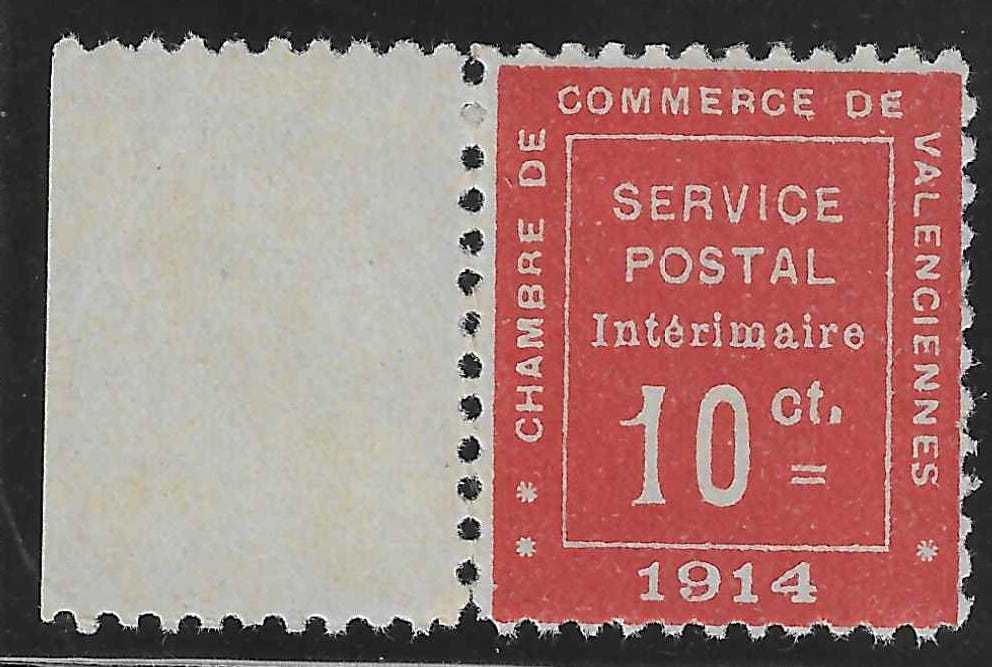 * * CHAMBRE DE
COMMERCE DE
VALENCIENNES *
SERVICE
POSTAL
Intérimaire
10 ct. =
1914